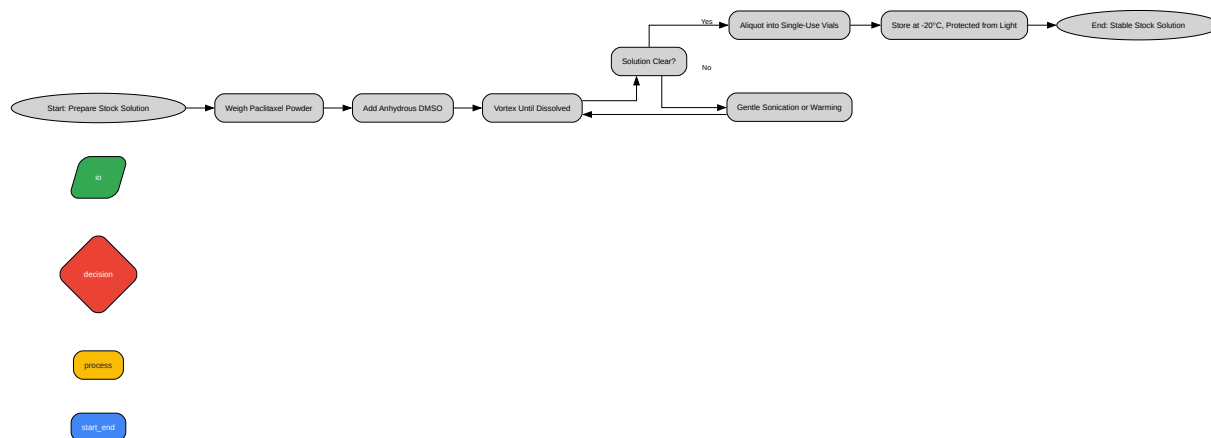 Start: Prepare Stock Solution
Weigh Paclitaxel Powder
Add Anhydrous DMSO
Vortex Until Dissolved
Solution Clear?
Yes
Aliquot into Single-Use Vials
Store at -20°C, Protected from Light
End: Stable Stock Solution
No
Gentle Sonication or Warming
io
decision
process
start_end